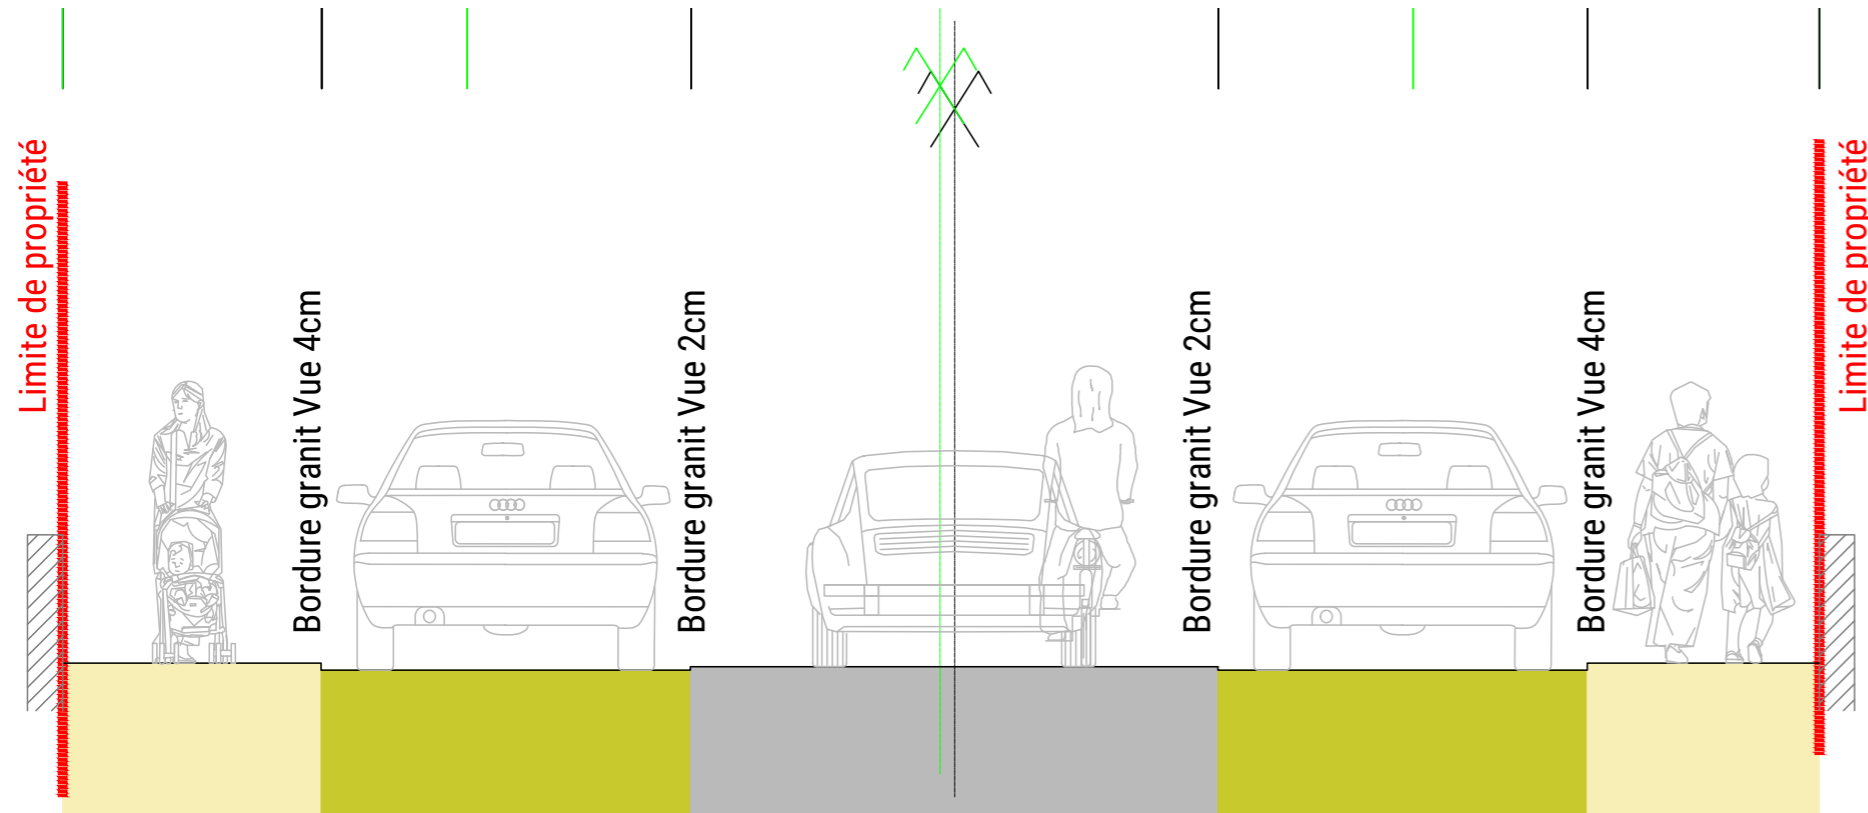 Limite de propriété
Bordure granit Vue 4cm
Bordure granit Vue 2cm
Bordure granit Vue 2cm
Bordure granit Vue 4cm
Limite de propriété